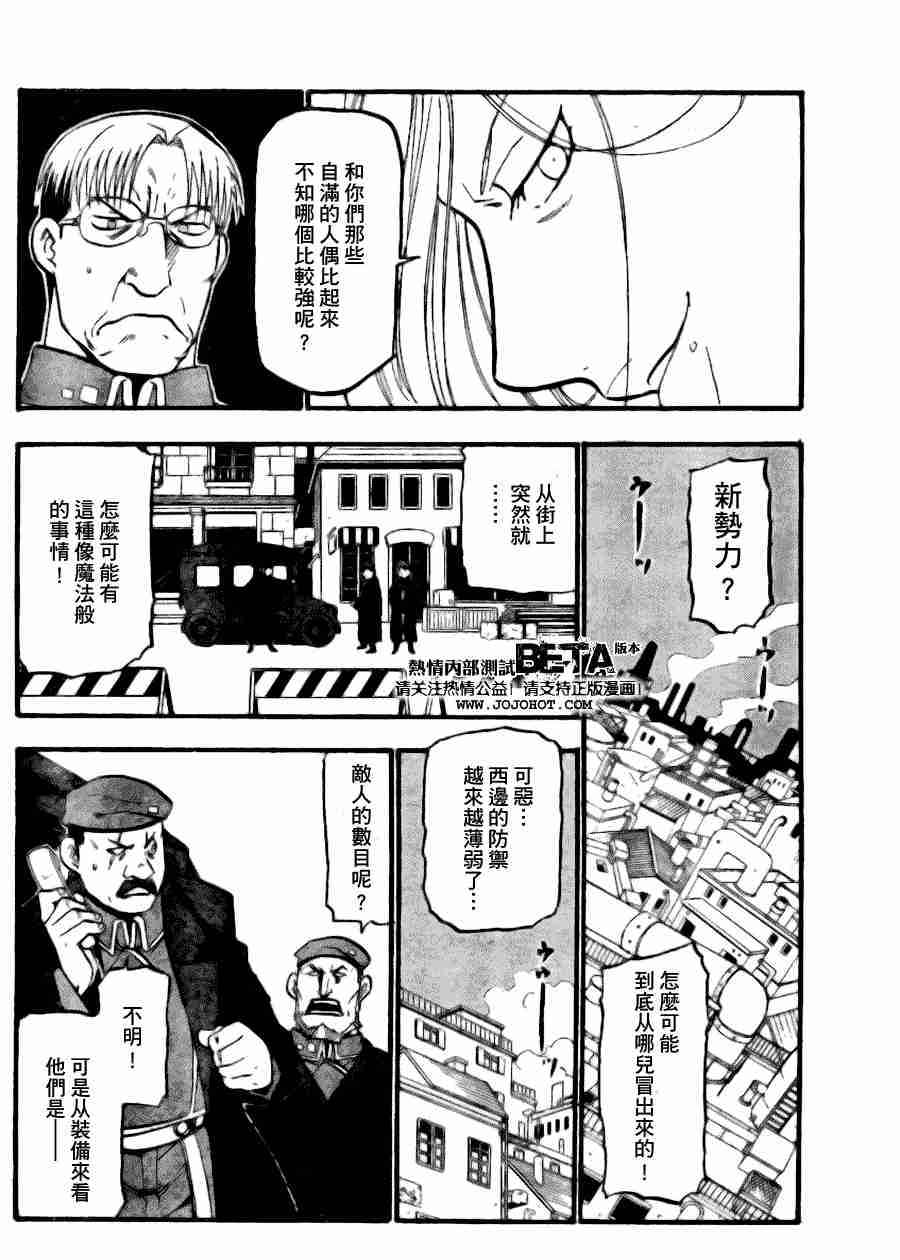 和你們那些
自滿的人偶比起來
不知哪個比較強呢？
新勢力？
怎麼可能
到底从哪兒冒出來的！
从街上
突然就
……
怎麼可能有
這種像魔法般
的事情！
熱情內部測試BETA版本
请关注热情公益！请支持正版漫画！
WWW.JOJOHOT.COM
可惡…
西邊的防禦
越來越薄弱了…
敵人的數目呢？
不明！
可是从裝備來看
他們是——